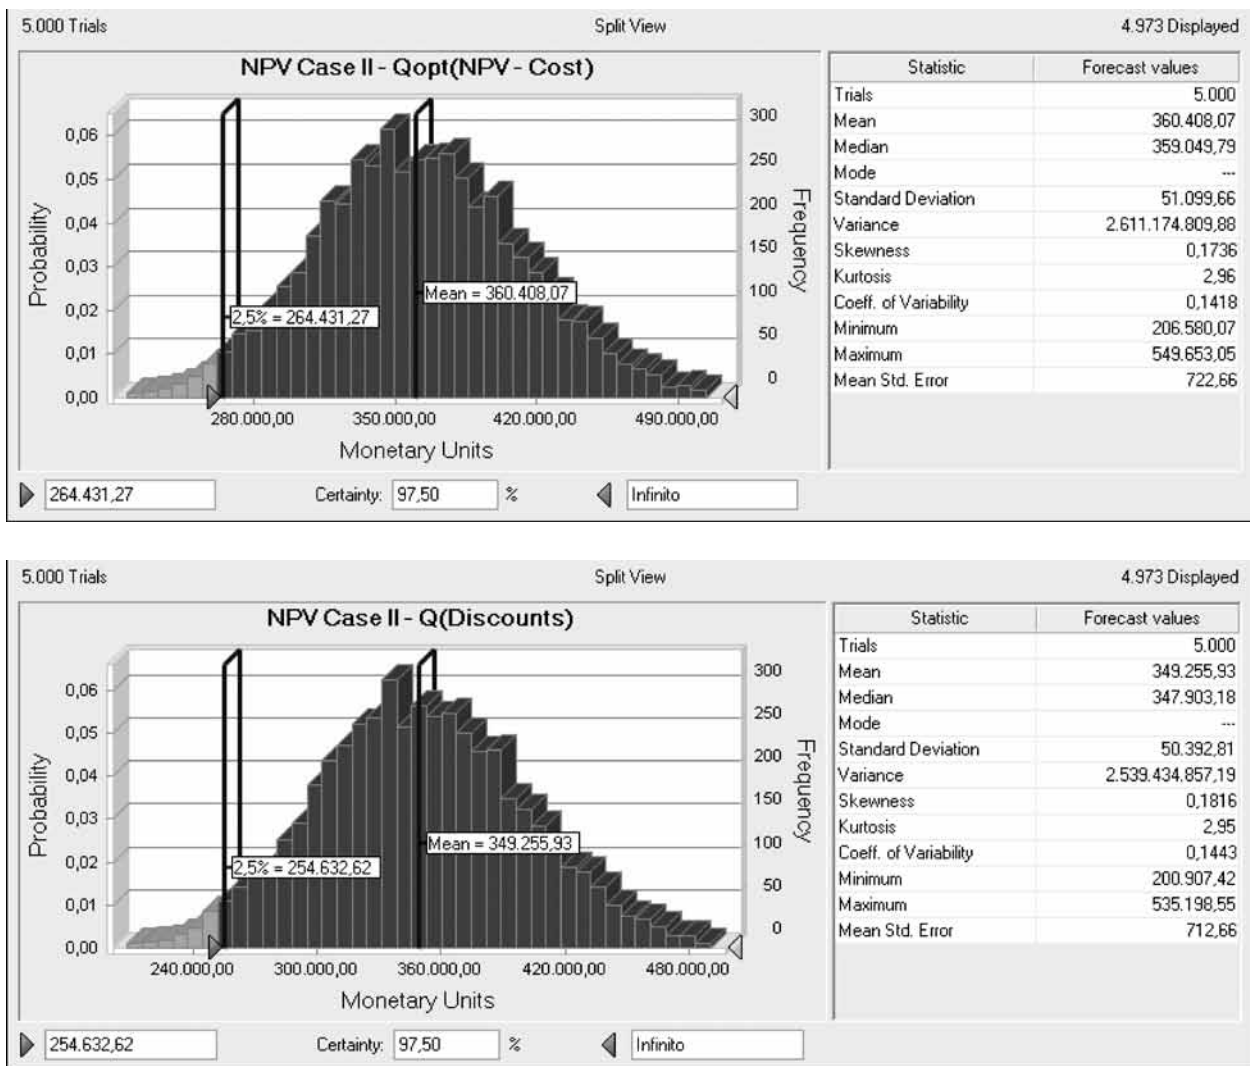 5.000 Trials Split View 4.973 Displayed
NPV Case II - Qopt(NPV - Cost)
Probability
0,06
0,05
0,04
0,03
0,02
0,01
0,00
300
250
200
150
100
50
0
Frequency
Mean = 360.408,07
2,5% = 264.431,27
280.000,00 350.000,00 420.000,00 490.000,00
Monetary Units
Statistic Forecast values
Trials 5.000
Mean 360.408,07
Median 359.049,79
Mode ---
Standard Deviation 51.099,66
Variance 2.611.174.809,88
Skewness 0,1736
Kurtosis 2,96
Coeff. of Variability 0,1418
Minimum 206.580,07
Maximum 549.653,05
Mean Std. Error 722,66
264.431,27 Certainty: 97,50 % Infinito
5.000 Trials Split View 4.973 Displayed
NPV Case II - Q(Discounts)
Probability
0,06
0,05
0,04
0,03
0,02
0,01
0,00
300
250
200
150
100
50
0
Frequency
Mean = 349.255,93
2,5% = 254.632,62
240.000,00 300.000,00 360.000,00 420.000,00 480.000,00
Monetary Units
Statistic Forecast values
Trials 5.000
Mean 349.255,93
Median 347.903,18
Mode ---
Standard Deviation 50.392,81
Variance 2.539.434.857,19
Skewness 0,1816
Kurtosis 2,95
Coeff. of Variability 0,1443
Minimum 200.907,42
Maximum 535.198,55
Mean Std. Error 712,66
254.632,62 Certainty: 97,50 % Infinito